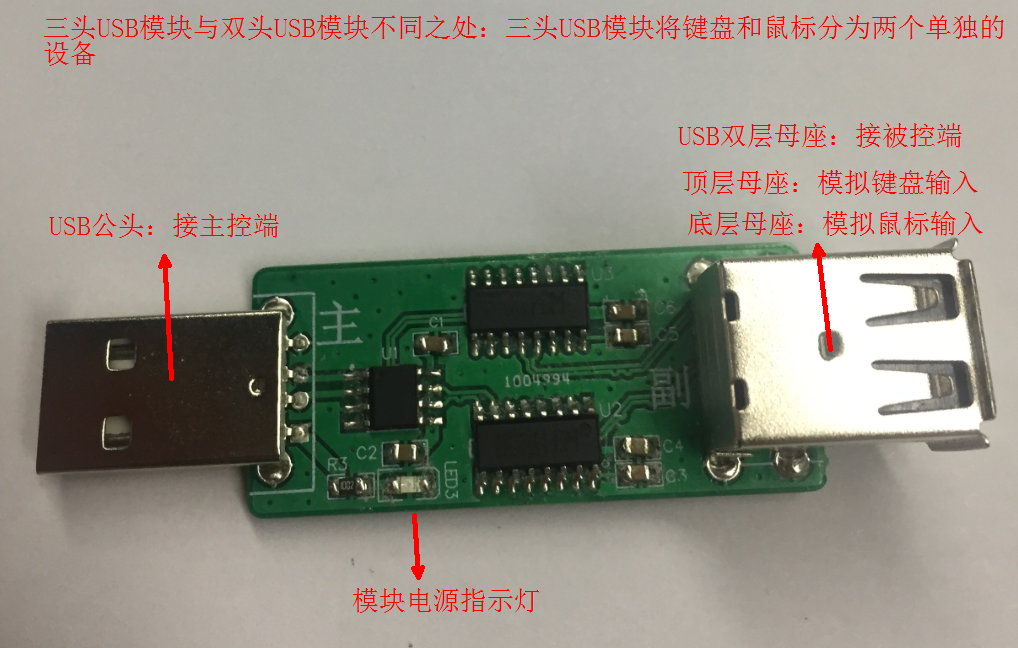 三头USB模块与双头USB模块不同之处：三头USB模块将键盘和鼠标分为两个单独的
设备
USB双层母座：接被控端
顶层母座：模拟键盘输入
底层母座：模拟鼠标输入
USB公头：接主控端
主
U3
C6
C5
C1
U1
1004994
副
U2
C4
C3
C2
R3
1002
LED3
模块电源指示灯